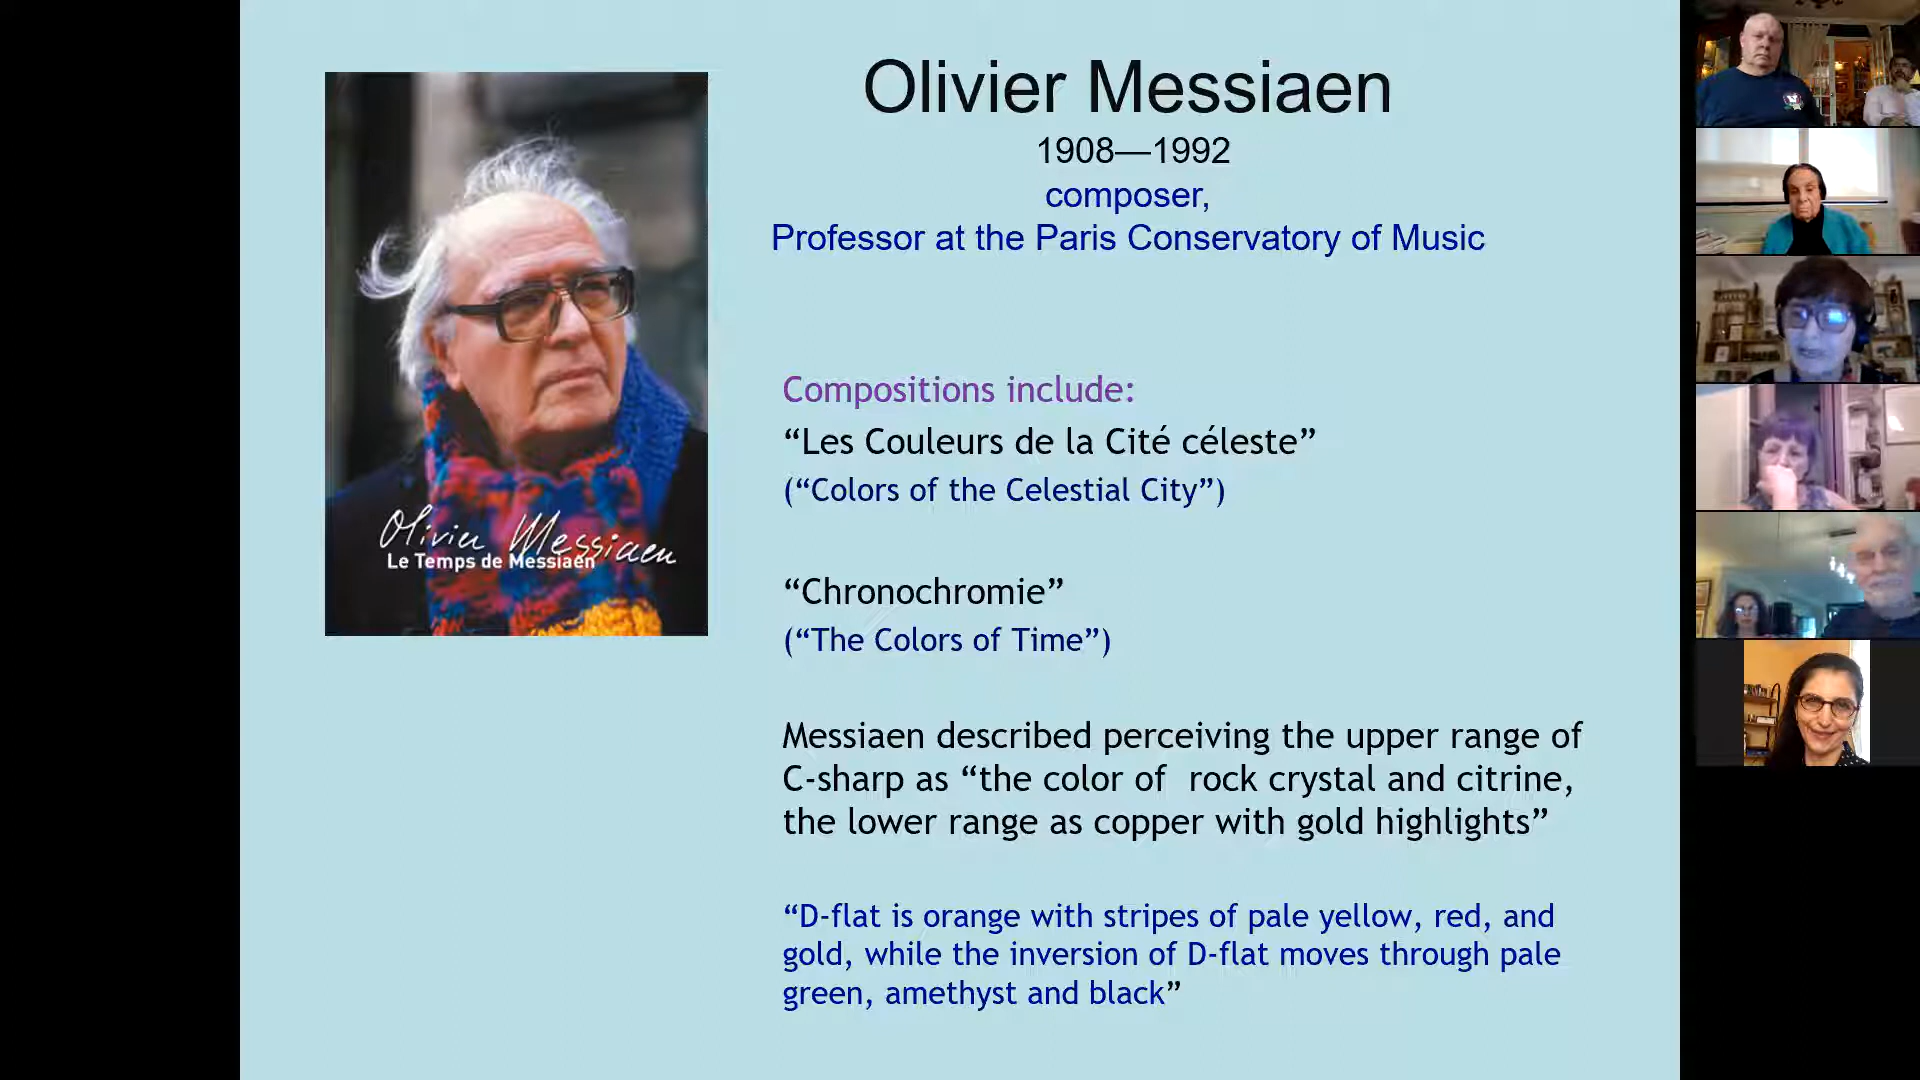 Olivier Messiaen
1908—1992
composer,
Professor at the Paris Conservatory of Music
Olivier Messiaen
Le Temps de Messiaen
Compositions include:
“Les Couleurs de la Cité céleste”
(“Colors of the Celestial City”)
“Chronochromie”
(“The Colors of Time”)
Messiaen described perceiving the upper range of
C-sharp as “the color of  rock crystal and citrine,
the lower range as copper with gold highlights”
“D-flat is orange with stripes of pale yellow, red, and
gold, while the inversion of D-flat moves through pale
green, amethyst and black”